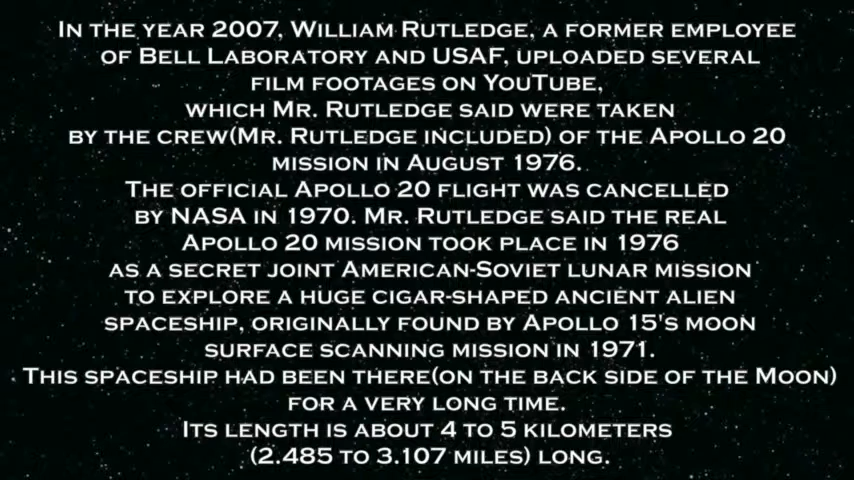 In the year 2007, William Rutledge, a former employee
of Bell Laboratory and USAF, uploaded several
film footages on YouTube,
which Mr. Rutledge said were taken
by the crew(Mr. Rutledge included) of the Apollo 20
mission in August 1976.
The official Apollo 20 flight was cancelled
by NASA in 1970. Mr. Rutledge said the real
Apollo 20 mission took place in 1976
as a secret joint American-Soviet lunar mission
to explore a huge cigar-shaped ancient alien
spaceship, originally found by Apollo 15's moon
surface scanning mission in 1971.
This spaceship had been there(on the back side of the Moon)
for a very long time.
Its length is about 4 to 5 kilometers
(2.485 to 3.107 miles) long.